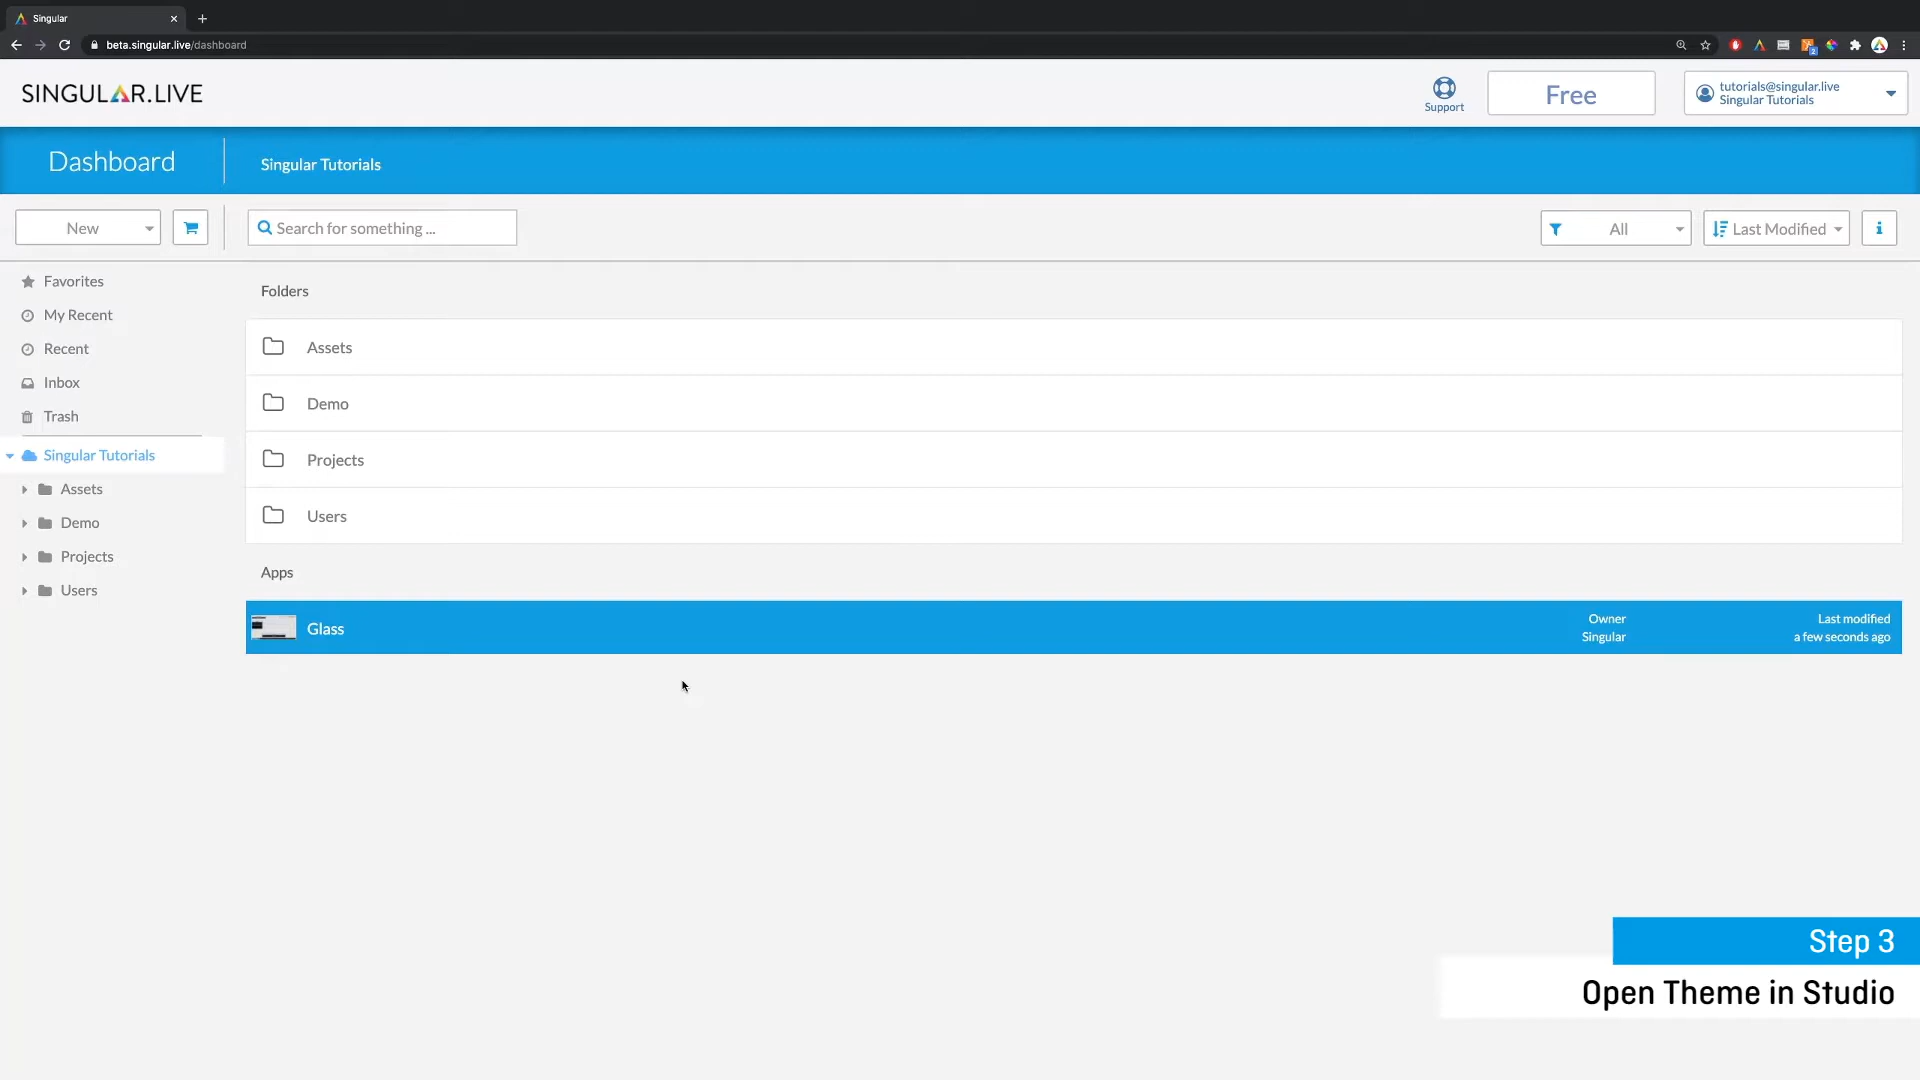 Singular
beta.singular.live/dashboard
SINGULAR.LIVE
Support
Free
tutorials@singular.live
Singular Tutorials
Dashboard
Singular Tutorials
New
Search for something ...
All
Last Modified
Favorites
My Recent
Recent
Inbox
Trash
Singular Tutorials
Assets
Demo
Projects
Users
Folders
Assets
Demo
Projects
Users
Apps
Glass
Owner
Singular
Last modified
a few seconds ago
Step 3
Open Theme in Studio